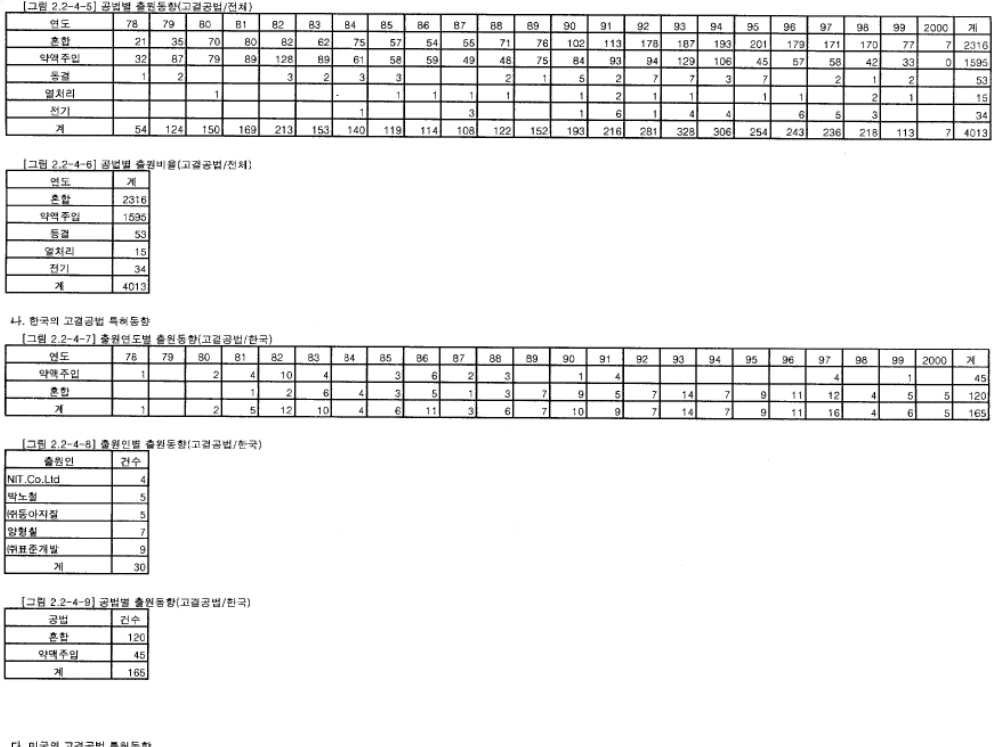 [그림 2.2-4-5] 공법별 출원동향(고결공법/전체)
연도 78 79 80 81 82 83 84 85 86 87 88 89 90 91 92 93 94 95 96 97 98 99 2000 계
혼합 21 35 70 80 82 62 75 57 54 55 71 76 102 113 178 187 193 201 179 171 170 77 7 2316
약액주입 32 87 79 89 128 89 61 58 59 49 48 75 84 93 94 129 106 45 57 58 42 33 0 1595
동결 1 2 3 2 3 3 2 1 5 2 7 7 3 7 2 1 2 53
열처리 1 - 1 1 1 1 1 2 1 1 1 1 2 1 15
전기 1 3 1 6 1 4 4 6 5 3 34
계 54 124 150 169 213 153 140 119 114 108 122 152 193 216 281 328 306 254 243 236 218 113 7 4013
[그림 2.2-4-6] 공법별 출원비율(고결공법/전체)
연도 계
혼합 2316
약액주입 1595
동결 53
열처리 15
전기 34
계 4013
나. 한국의 고결공법 특허동향
[그림 2.2-4-7] 출원연도별 출원동향(고결공법/한국)
연도 78 79 80 81 82 83 84 85 86 87 88 89 90 91 92 93 94 95 96 97 98 99 2000 계
약액주입 1 2 4 10 4 3 6 2 3 1 4 4 1 45
혼합 1 2 6 4 3 5 1 3 7 9 5 7 14 7 9 11 12 4 5 5 120
계 1 2 5 12 10 4 6 11 3 6 7 10 9 7 14 7 9 11 16 4 6 5 165
[그림 2.2-4-8] 출원인별 출원동향(고결공법/한국)
출원인 건수
NIT.Co.Ltd 4
박노철 5
㈜동아지질 5
양형칠 7
㈜표준개발 9
계 30
[그림 2.2-4-9] 공법별 출원동향(고결공법/한국)
공법 건수
혼합 120
약액주입 45
계 165
다. 미국의 고결공법 특허동향